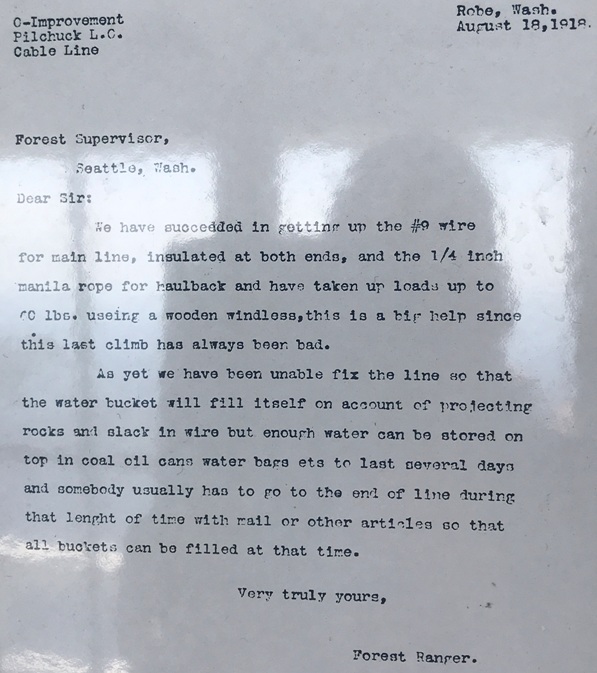 O-Improvement
Pilchuck L.O.
Cable Line
Robe, Wash.
August 18,1918.
Forest Supervisor,
Seattle, Wash.
Dear Sir:
We have succedded in getting up the #9 wire
for main line, insulated at both ends, and the 1/4 inch
manila rope for haulback and have taken up loads up to
lbs. useing a wooden windless,this is a big help since
this last climb has always been bad.
As yet we have been unable fix the line so that
the water bucket will fill itself on account of projecting
rocks and slack in wire but enough water can be stored on
top in coal oil cans water bags ets to last several days
and somebody usually has to go to the end of line during
that lenght of time with mail or other articles so that
all buckets can be filled at that time.
Very truly yours,
Forest Ranger.